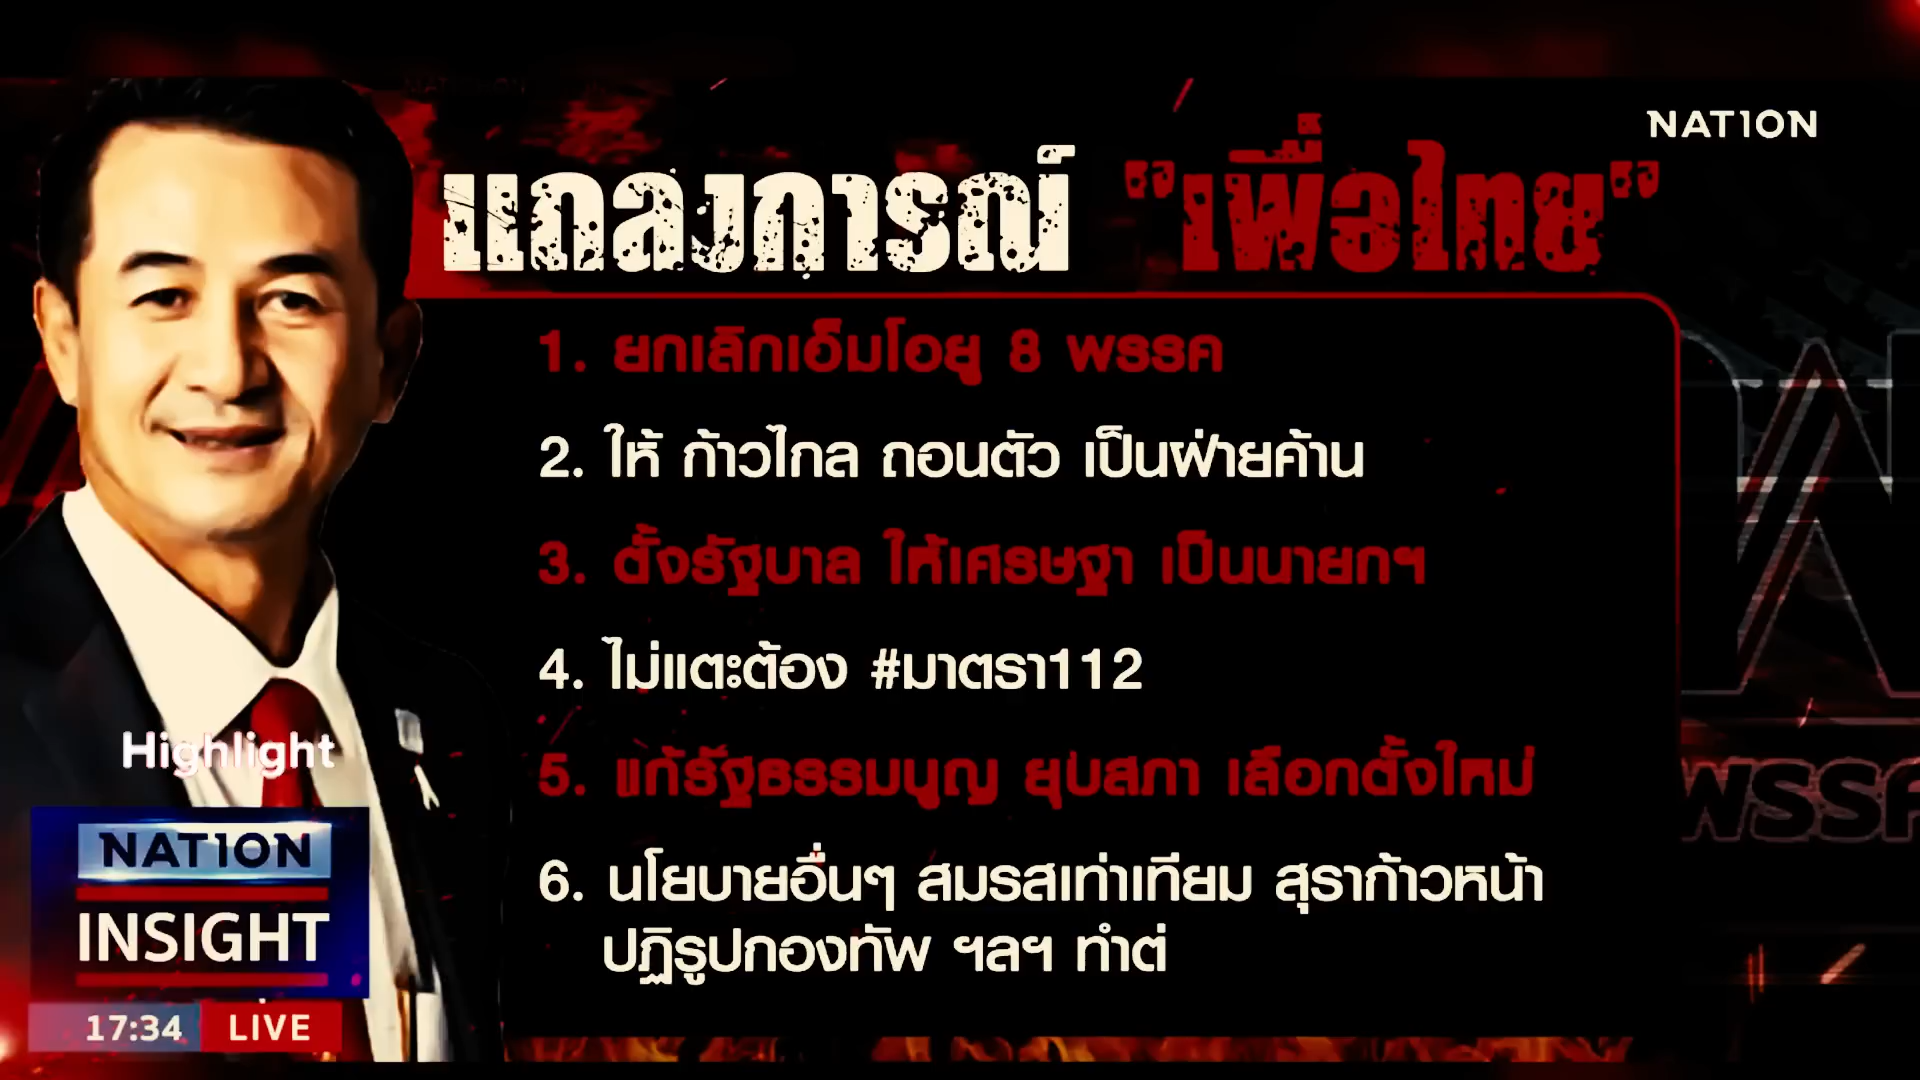 NATION
แถลงการณ์ "เพื่อไทย"
1. ยกเลิกเอ็มโอยู 8 พรรค
2. ให้ ก้าวไกล ถอนตัว เป็นฝ่ายค้าน
3. ตั้งรัฐบาล ให้เศรษฐา เป็นนายกฯ
4. ไม่แตะต้อง #มาตรา112
5. แก้รัฐธรรมนูญ ยุบสภา เลือกตั้งใหม่
6. นโยบายอื่นๆ สมรสเท่าเทียม สุราก้าวหน้า
ปฏิรูปกองทัพ ฯลฯ ทำต่
พรรค
Highlight
NATION
INSIGHT
17:34 LIVE